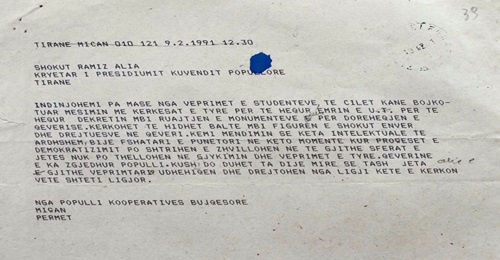 39
TIRANE MICAN 010 121 9.2.1991 12.30
SHOKUT RAMIZ ALIA
KRYETAR I PRESIDIUMIT KUVENDIT POPULLORE
TIRANE
INDINJOHEMI PA MASE NGA VEPRIMET E STUDENTEVE, TE CILET KANE BOJKO-
TUAR MESIMIN ME KERKESAT E TYRE PER TE HEQUR EMRIN E U.T. PER TE
HEQUR DEKRETIN MBI RUAJTJEN E MONUMENTEVE E PER DOREHEQJEN E
QEVERISE.KERKOHET TE HIDHET BALTE MBI FIGUREN E SHOKUT ENVER
DHE DREJTUESVE NE QEVERI.KEMI MENDIMIN SE KETA INTELEKTUALE TE
ARDHSHEM,BIJE FSHATARI E PUNETORI NE KETO MOMENTE KUR PROCESET E
DEMOKRATIZIMIT PO SHTRIHEN E ZHVILLOHEN NE TE GJITHE SFERAT E
JETES NUK PO THELLOHEN NE GJYKIMIN DHE VEPRIMET E TYRE.QEVERINE
E KA ZGJEDHUR POPULLI.KUSH DO DUHET TA DIJE MIRE SE TASH JETA
E GJITHE VEPRIMTARIS UDHEHIQEN DHE DREJTOHEN NGA LIGJI KETE E KERKON
VETE SHTETI LIGJOR.
NGA POPULLI KOOPERATIVES BUJQESORE
MICAN
PERMET